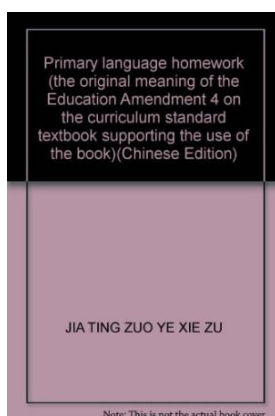 Primary language homework
(the original meaning of the
Education Amendment 4 on
the curriculum standard
textbook supporting the use of
the book)(Chinese Edition)
JIA TING ZUO YE XIE ZU
Note: This is not the actual book cover